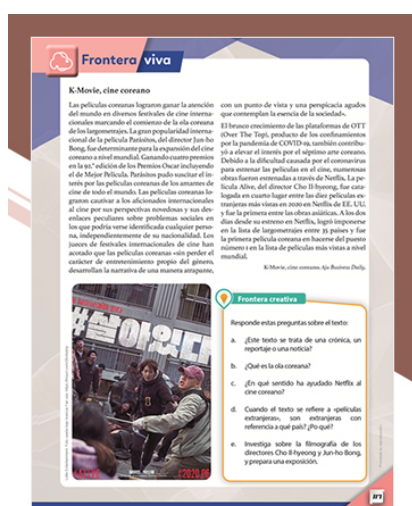 Frontera viva
K-Movie, cine coreano
Las películas coreanas lograron ganar la atención
del mundo en diversos festivales de cine interna-
cionales marcando el comienzo de la ola coreana
de los largometrajes. La gran popularidad interna-
cional de la película Parásitos, del director Jun-ho
Bong, fue determinante para la expansión del cine
coreano a nivel mundial. Ganando cuatro premios
en la 92.ª edición de los Premios Oscar incluyendo
el de Mejor Película, Parásitos pudo suscitar el in-
terés por las películas coreanas de los amantes de
cine de todo el mundo. Las películas coreanas lo-
graron cautivar a los aficionados internacionales
al cine por sus perspectivas novedosas y sus des-
enlaces peculiares sobre problemas sociales en
los que podría verse identificada cualquier perso-
na, independientemente de su nacionalidad. Los
jueces de festivales internacionales de cine han
acotado que las películas coreanas «sin perder el
carácter de entretenimiento propio del género,
desarrollan la narrativa de una manera atrapante,
con un punto de vista y una perspicacia agudos
que contemplan la esencia de la sociedad».
El brusco crecimiento de las plataformas de OTT
(Over The Top), producto de los confinamientos
por la pandemia de COVID-19, también contribu-
yó a elevar el interés por el séptimo arte coreano.
Debido a la dificultad causada por el coronavirus
para estrenar las películas en el cine, numerosas
obras fueron estrenadas a través de Netflix. La pe-
lícula Alive, del director Cho Il-hyeong, fue cata-
logada en cuarto lugar entre las diez películas ex-
tranjeras más vistas en 2020 en Netflix de EE. UU.
y fue la primera entre las obras asiáticas. A los dos
días desde su estreno en Netflix, logró imponerse
en la lista de largometrajes entre 35 países y fue
la primera película coreana en hacerse del puesto
número 1 en la lista de películas más vistas a nivel
mundial.
K-Movie, cine coreano. Aju Business Daily.
#살아있다
#2020.06
Frontera creativa
Responde estas preguntas sobre el texto:
a. ¿Este texto se trata de una crónica, un
reportaje o una noticia?
b. ¿Qué es la ola coreana?
c. ¿En qué sentido ha ayudado Netflix al
cine coreano?
d. Cuando el texto se refiere a «películas
extranjeras», son extranjeras con
referencia a qué país? ¿Po qué?
e. Investiga sobre la filmografía de los
directores Cho Il-hyeong y Jun-ho Bong,
y prepara una exposición.
117